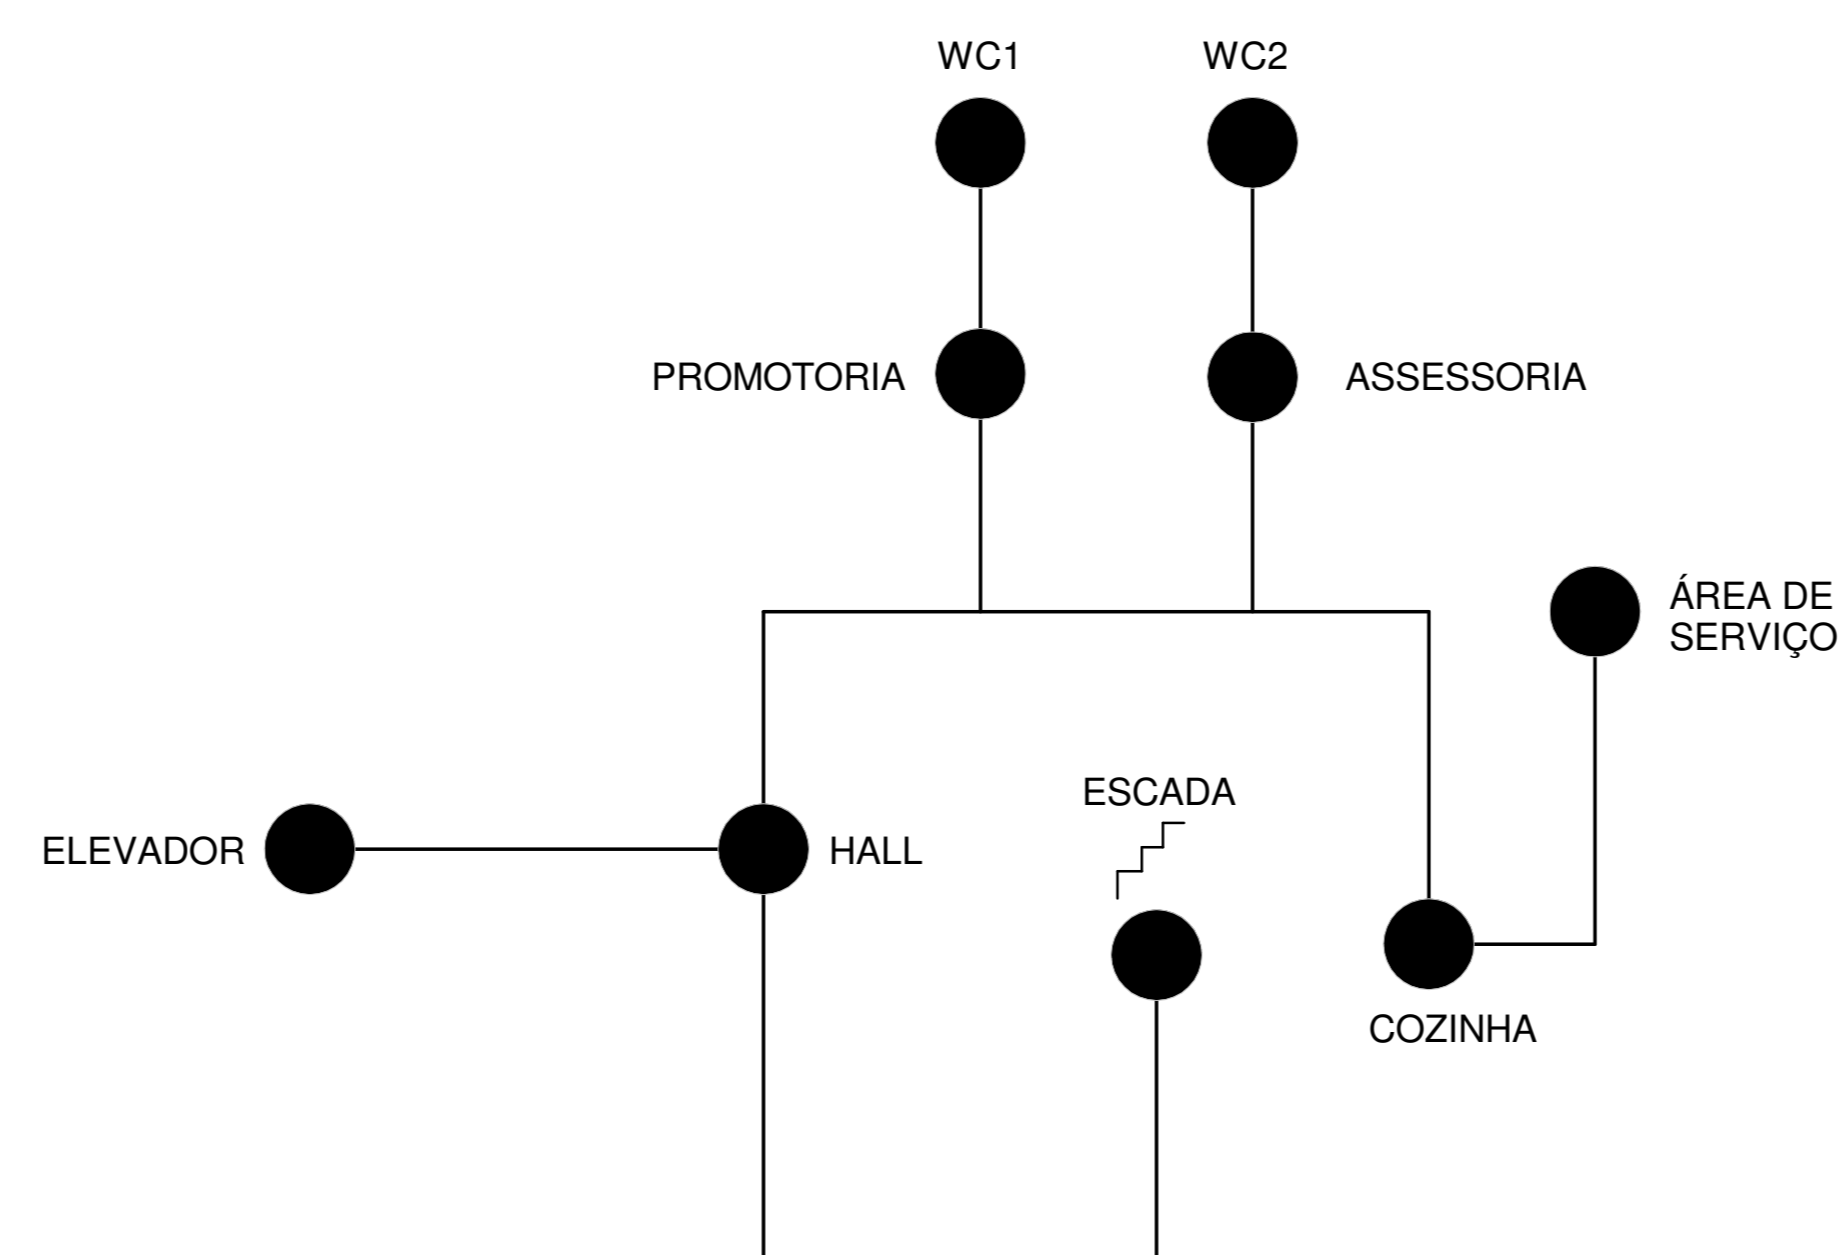 WC1
WC2
PROMOTORIA
ASSESSORIA
ÁREA DE
SERVIÇO
ESCADA
ELEVADOR
HALL
COZINHA